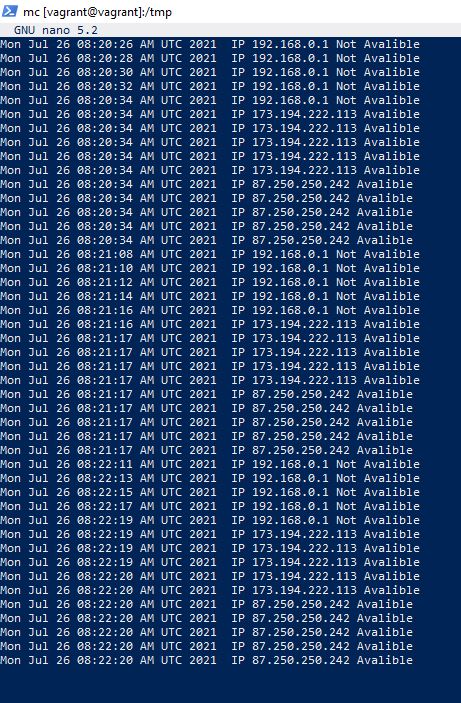 mc [vagrant@vagrant]:/tmp
GNU nano 5.2
Mon Jul 26 08:20:26 AM UTC 2021  IP 192.168.0.1 Not Avalible
Mon Jul 26 08:20:28 AM UTC 2021  IP 192.168.0.1 Not Avalible
Mon Jul 26 08:20:30 AM UTC 2021  IP 192.168.0.1 Not Avalible
Mon Jul 26 08:20:32 AM UTC 2021  IP 192.168.0.1 Not Avalible
Mon Jul 26 08:20:34 AM UTC 2021  IP 192.168.0.1 Not Avalible
Mon Jul 26 08:20:34 AM UTC 2021  IP 173.194.222.113 Avalible
Mon Jul 26 08:20:34 AM UTC 2021  IP 173.194.222.113 Avalible
Mon Jul 26 08:20:34 AM UTC 2021  IP 173.194.222.113 Avalible
Mon Jul 26 08:20:34 AM UTC 2021  IP 173.194.222.113 Avalible
Mon Jul 26 08:20:34 AM UTC 2021  IP 173.194.222.113 Avalible
Mon Jul 26 08:20:34 AM UTC 2021  IP 87.250.250.242 Avalible
Mon Jul 26 08:20:34 AM UTC 2021  IP 87.250.250.242 Avalible
Mon Jul 26 08:20:34 AM UTC 2021  IP 87.250.250.242 Avalible
Mon Jul 26 08:20:34 AM UTC 2021  IP 87.250.250.242 Avalible
Mon Jul 26 08:20:34 AM UTC 2021  IP 87.250.250.242 Avalible
Mon Jul 26 08:21:08 AM UTC 2021  IP 192.168.0.1 Not Avalible
Mon Jul 26 08:21:10 AM UTC 2021  IP 192.168.0.1 Not Avalible
Mon Jul 26 08:21:12 AM UTC 2021  IP 192.168.0.1 Not Avalible
Mon Jul 26 08:21:14 AM UTC 2021  IP 192.168.0.1 Not Avalible
Mon Jul 26 08:21:16 AM UTC 2021  IP 192.168.0.1 Not Avalible
Mon Jul 26 08:21:16 AM UTC 2021  IP 173.194.222.113 Avalible
Mon Jul 26 08:21:17 AM UTC 2021  IP 173.194.222.113 Avalible
Mon Jul 26 08:21:17 AM UTC 2021  IP 173.194.222.113 Avalible
Mon Jul 26 08:21:17 AM UTC 2021  IP 173.194.222.113 Avalible
Mon Jul 26 08:21:17 AM UTC 2021  IP 173.194.222.113 Avalible
Mon Jul 26 08:21:17 AM UTC 2021  IP 87.250.250.242 Avalible
Mon Jul 26 08:21:17 AM UTC 2021  IP 87.250.250.242 Avalible
Mon Jul 26 08:21:17 AM UTC 2021  IP 87.250.250.242 Avalible
Mon Jul 26 08:21:17 AM UTC 2021  IP 87.250.250.242 Avalible
Mon Jul 26 08:21:17 AM UTC 2021  IP 87.250.250.242 Avalible
Mon Jul 26 08:22:11 AM UTC 2021  IP 192.168.0.1 Not Avalible
Mon Jul 26 08:22:13 AM UTC 2021  IP 192.168.0.1 Not Avalible
Mon Jul 26 08:22:15 AM UTC 2021  IP 192.168.0.1 Not Avalible
Mon Jul 26 08:22:17 AM UTC 2021  IP 192.168.0.1 Not Avalible
Mon Jul 26 08:22:19 AM UTC 2021  IP 192.168.0.1 Not Avalible
Mon Jul 26 08:22:19 AM UTC 2021  IP 173.194.222.113 Avalible
Mon Jul 26 08:22:19 AM UTC 2021  IP 173.194.222.113 Avalible
Mon Jul 26 08:22:19 AM UTC 2021  IP 173.194.222.113 Avalible
Mon Jul 26 08:22:20 AM UTC 2021  IP 173.194.222.113 Avalible
Mon Jul 26 08:22:20 AM UTC 2021  IP 173.194.222.113 Avalible
Mon Jul 26 08:22:20 AM UTC 2021  IP 87.250.250.242 Avalible
Mon Jul 26 08:22:20 AM UTC 2021  IP 87.250.250.242 Avalible
Mon Jul 26 08:22:20 AM UTC 2021  IP 87.250.250.242 Avalible
Mon Jul 26 08:22:20 AM UTC 2021  IP 87.250.250.242 Avalible
Mon Jul 26 08:22:20 AM UTC 2021  IP 87.250.250.242 Avalible